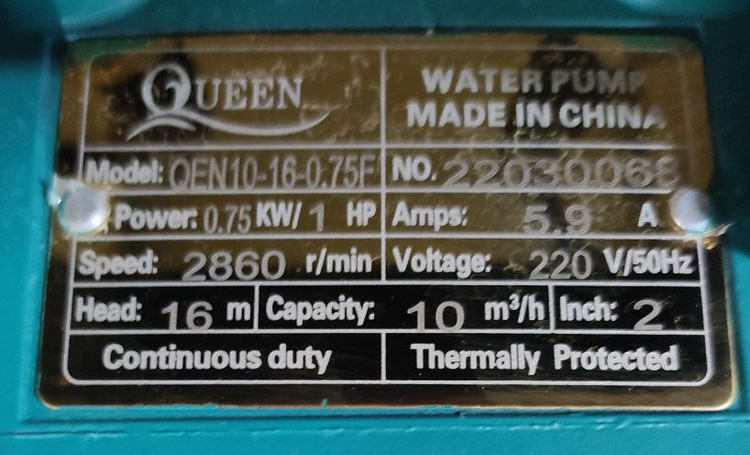 QUEEN
WATER PUMP
MADE IN CHINA
Model: QEN10-16-0.75F
NO. 22030068
Power: 0.75 KW/ 1 HP
Amps: 5.9 A
Speed: 2860 r/min
Voltage: 220 V/50Hz
Head: 16 m
Capacity: 10 m³/h
Inch: 2
Continuous duty
Thermally Protected